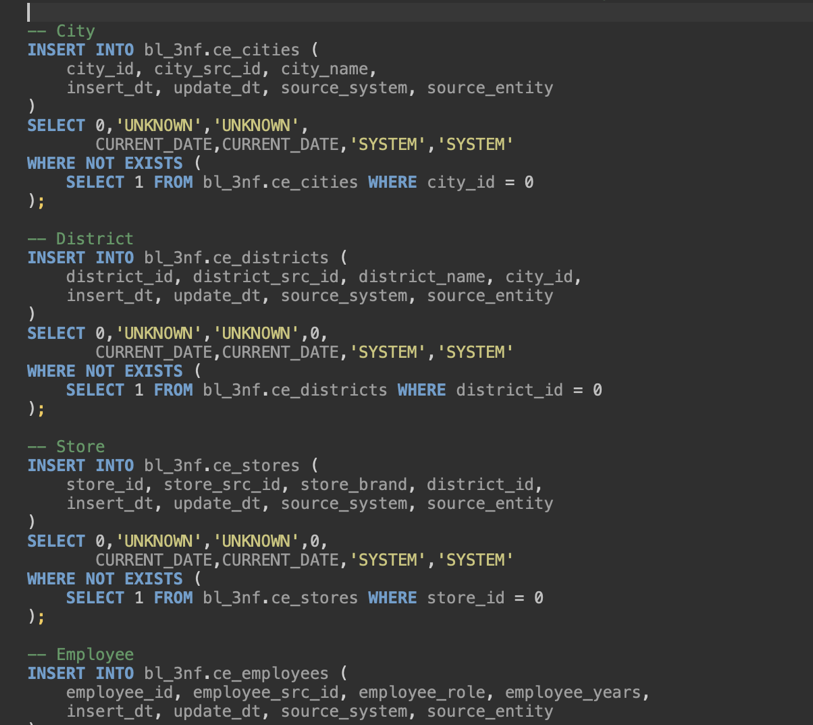 -- City
INSERT INTO bl_3nf.ce_cities (
    city_id, city_src_id, city_name,
    insert_dt, update_dt, source_system, source_entity
)
SELECT 0,'UNKNOWN','UNKNOWN',
       CURRENT_DATE,CURRENT_DATE,'SYSTEM','SYSTEM'
WHERE NOT EXISTS (
    SELECT 1 FROM bl_3nf.ce_cities WHERE city_id = 0
);

-- District
INSERT INTO bl_3nf.ce_districts (
    district_id, district_src_id, district_name, city_id,
    insert_dt, update_dt, source_system, source_entity
)
SELECT 0,'UNKNOWN','UNKNOWN',0,
       CURRENT_DATE,CURRENT_DATE,'SYSTEM','SYSTEM'
WHERE NOT EXISTS (
    SELECT 1 FROM bl_3nf.ce_districts WHERE district_id = 0
);

-- Store
INSERT INTO bl_3nf.ce_stores (
    store_id, store_src_id, store_brand, district_id,
    insert_dt, update_dt, source_system, source_entity
)
SELECT 0,'UNKNOWN','UNKNOWN',0,
       CURRENT_DATE,CURRENT_DATE,'SYSTEM','SYSTEM'
WHERE NOT EXISTS (
    SELECT 1 FROM bl_3nf.ce_stores WHERE store_id = 0
);

-- Employee
INSERT INTO bl_3nf.ce_employees (
    employee_id, employee_src_id, employee_role, employee_years,
    insert_dt, update_dt, source_system, source_entity